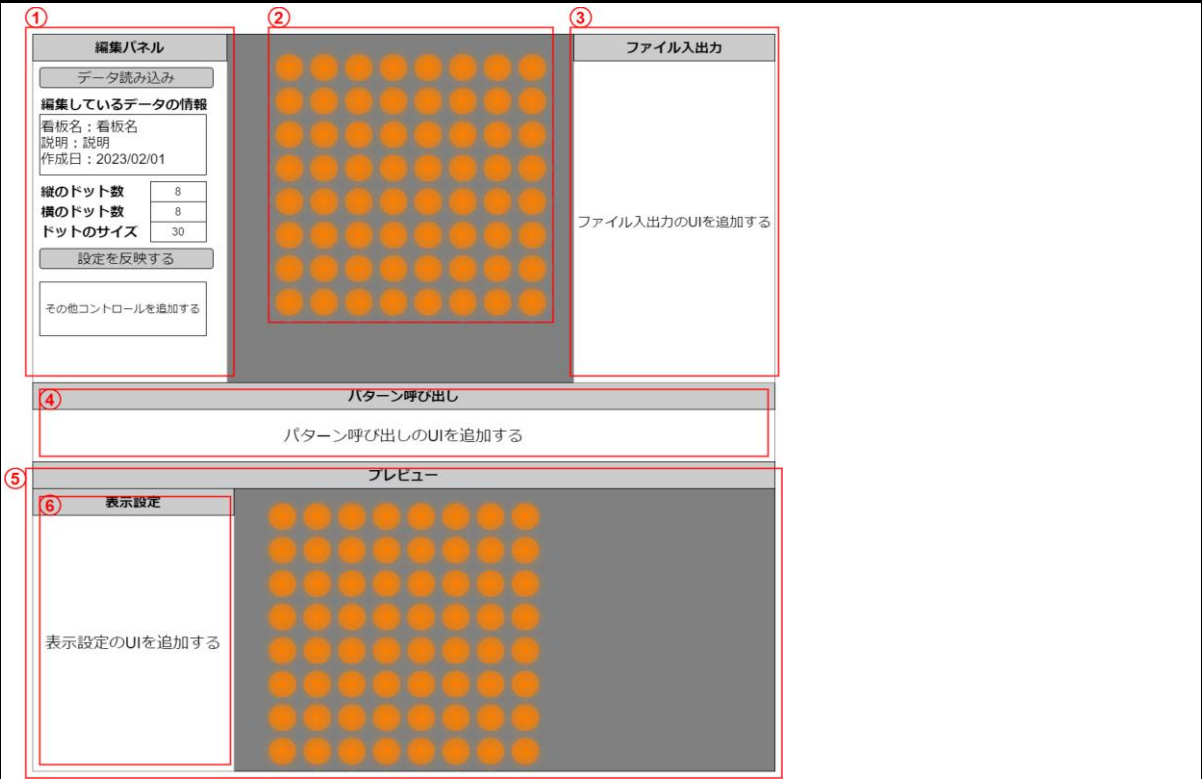 ①
②
③
編集パネル
データ読み込み
編集しているデータの情報
看板名：看板名
説明：説明
作成日：2023/02/01
縦のドット数 8
横のドット数 8
ドットのサイズ 30
設定を反映する
その他コントロールを追加する
ファイル入出力
ファイル入出力のUIを追加する
④
パターン呼び出し
パターン呼び出しのUIを追加する
⑤
プレビュー
⑥
表示設定
表示設定のUIを追加する